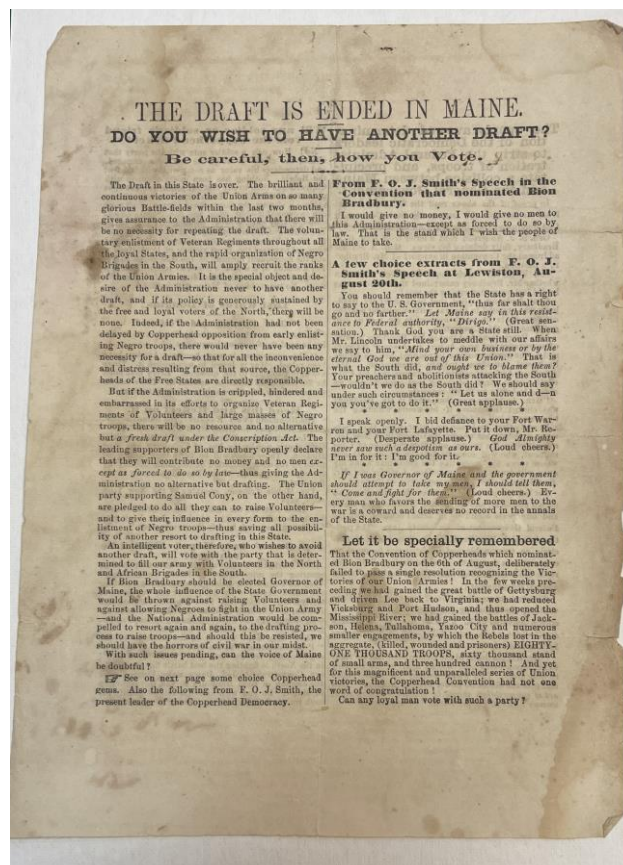 THE DRAFT IS ENDED IN MAINE.
DO YOU WISH TO HAVE ANOTHER DRAFT?
Be careful, then, how you Vote.
The Draft in this State is over. The brilliant and
continuous victories of the Union Arms on so many
glorious Battle-fields within the last two months,
gives assurance to the Administration that there will
be no necessity for repeating the draft. The volun-
tary enlistment of Veteran Regiments throughout all
the loyal States, and the rapid organization of Negro
Brigades in the South, will amply recruit the ranks
of the Union Armies. It is the special object and de-
sire of the Administration never to have another
draft, and if its policy is generously sustained by
the free and loyal voters of the North, there will be
none. Indeed, if the Administration had not been
delayed by Copperhead opposition from early enlist-
ing Negro troops, there would never have been any
necessity for a draft—so that for all the inconvenience
and distress resulting from that source, the Copper-
heads of the Free States are directly responsible.
But if the Administration is crippled, hindered and
embarrassed in its efforts to organize Veteran Regi-
ments of Volunteers and large masses of Negro
troops, there will be no resource and no alternative
but a fresh draft under the Conscription Act. The
leading supporters of Bion Bradbury openly declare
that they will contribute no money and no men ex-
cept as forced to do so by law—thus giving the Ad-
ministration no alternative but drafting. The Union
party supporting Samuel Cony, on the other hand,
are pledged to do all they can to raise Volunteers—
and to give their influence in every form to the en-
listment of Negro troops—thus saving all possibil-
ity of another resort to drafting in this State.
An intelligent voter, therefore, who wishes to avoid
another draft, will vote with the party that is deter-
mined to fill our army with Volunteers in the North
and African Brigades in the South.
If Bion Bradbury should be elected Governor of
Maine, the whole influence of the State Government
would be thrown against raising Volunteers and
against allowing Negroes to fight in the Union Army
—and the National Administration would be com-
pelled to resort again and again, to the drafting pro-
cess to raise troops—and should this be resisted, we
should have the horrors of civil war in our midst.
With such issues pending, can the voice of Maine
be doubtful?
☞ See on next page some choice Copperhead
gems. Also the following from F. O. J. Smith, the
present leader of the Copperhead Democracy.
From F. O. J. Smith's Speech in the
Convention that nominated Bion
Bradbury.
I would give no money, I would give no men to
this Administration—except as forced to do so by
law. That is the stand which I wish the people of
Maine to take.
A few choice extracts from F. O. J.
Smith's Speech at Lewiston, Au-
gust 20th.
You should remember that the State has a right
to say to the U. S. Government, "thus far shalt thou
go and no farther." Let Maine say in this resist-
ance to Federal authority, "Dirigo." (Great sen-
sation.) Thank God you are a State still. When
Mr. Lincoln undertakes to meddle with our affairs
we say to him, "Mind your own business or by the
eternal God we are out of this Union." That is
what the South did, and ought we to blame them?
Your preachers and abolitionists attacking the South
—wouldn't we do as the South did? We should say
under such circumstances: "Let us alone and d—n
you you've got to do it." (Great applause.)
* * * * * *
I speak openly. I bid defiance to your Fort War-
ren and your Fort Lafayette. Put it down, Mr. Re-
porter. (Desperate applause.) God Almighty
never saw such a despotism as ours. (Loud cheers.)
I'm in for it: I'm good for it.
* * * * * *
If I was Governor of Maine and the government
should attempt to take my men, I should tell them,
"Come and fight for them." (Loud cheers.) Ev-
ery man who favors the sending of more men to the
war is a coward and deserves no record in the annals
of the State.
Let it be specially remembered
That the Convention of Copperheads which nominat-
ed Bion Bradbury on the 6th of August, deliberately
failed to pass a single resolution recognizing the Vic-
tories of our Union Armies! In the few weeks pre-
ceding we had gained the great battle of Gettysburg
and driven Lee back to Virginia; we had reduced
Vicksburg and Port Hudson, and thus opened the
Mississippi River; we had gained the battles of Jack-
son, Helena, Tullahoma, Yazoo City and numerous
smaller engagements, by which the Rebels lost in the
aggregate, (killed, wounded and prisoners) EIGHTY-
ONE THOUSAND TROOPS, sixty thousand stand
of small arms, and three hundred cannon! And yet
for this magnificent and unparalleled series of Union
victories, the Copperhead Convention had not one
word of congratulation!
Can any loyal man vote with such a party?